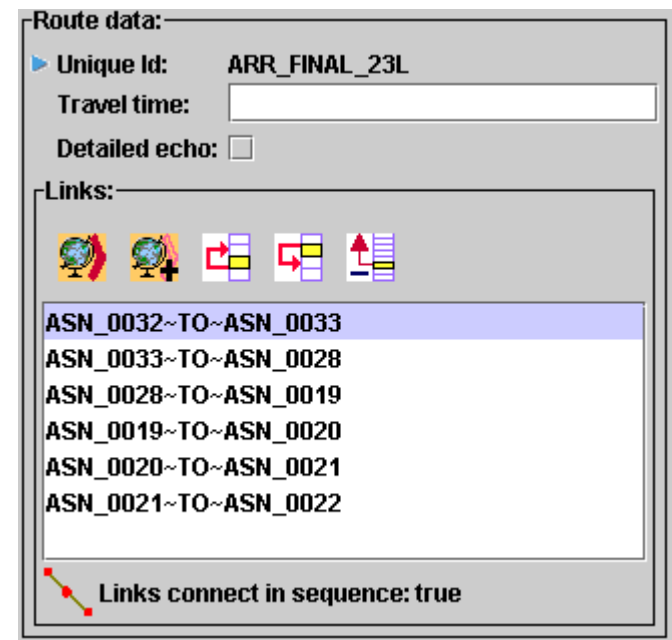 Route data:
Unique Id: ARR_FINAL_23L
Travel time:
Detailed echo:
Links:
ASN_0032~TO~ASN_0033
ASN_0033~TO~ASN_0028
ASN_0028~TO~ASN_0019
ASN_0019~TO~ASN_0020
ASN_0020~TO~ASN_0021
ASN_0021~TO~ASN_0022
Links connect in sequence: true